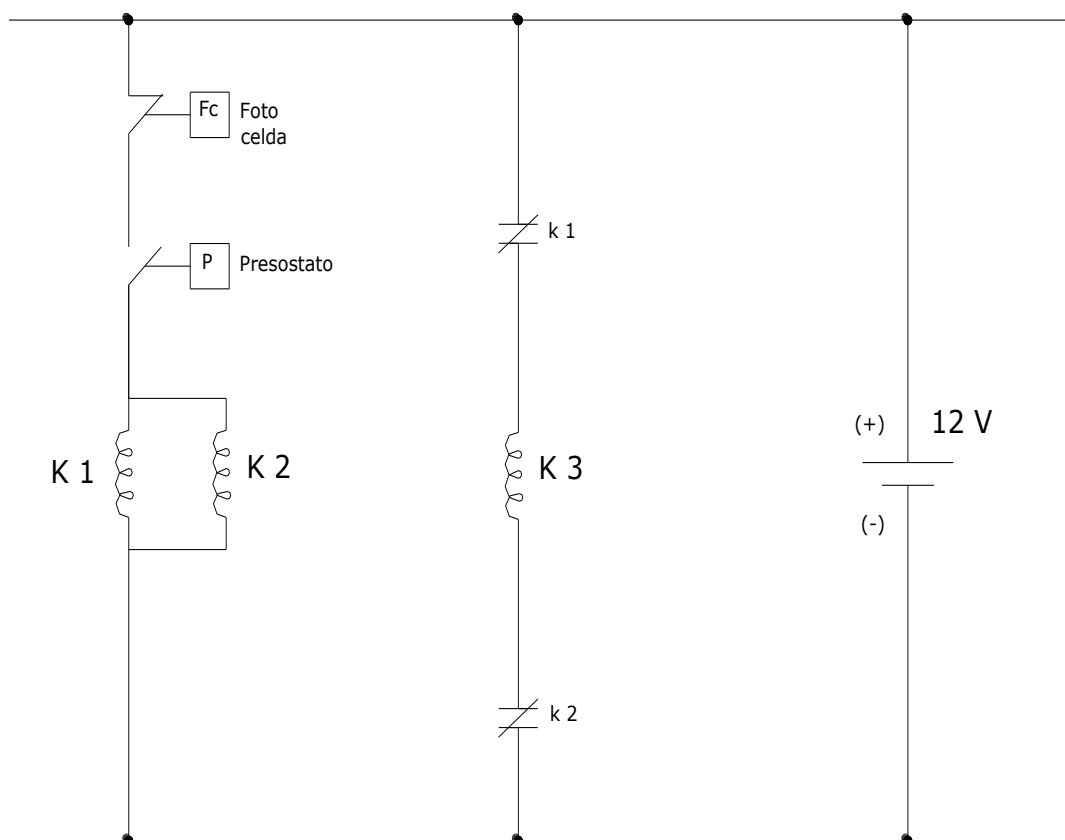 Fc
Foto
celda
k 1
P
Presostato
(+)
12 V
K 1
K 2
K 3
(-)
k 2